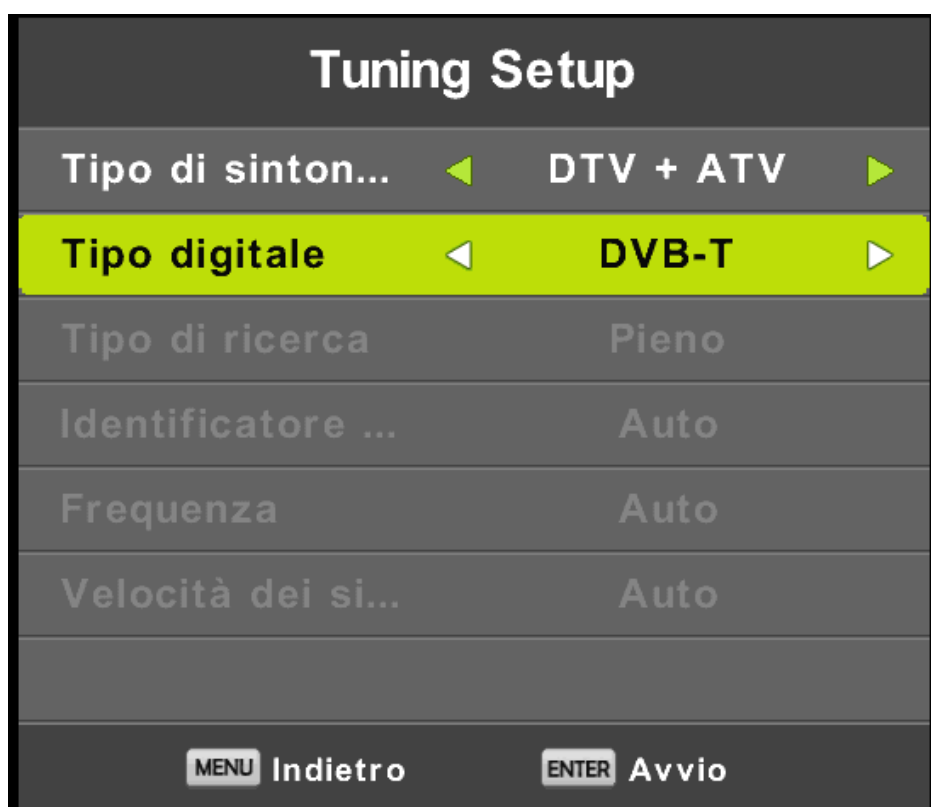 Tuning Setup
Tipo di sinton... DTV + ATV
Tipo digitale DVB-T
Tipo di ricerca Pieno
Identificatore ... Auto
Frequenza Auto
Velocità dei si... Auto
MENU Indietro ENTER Avvio